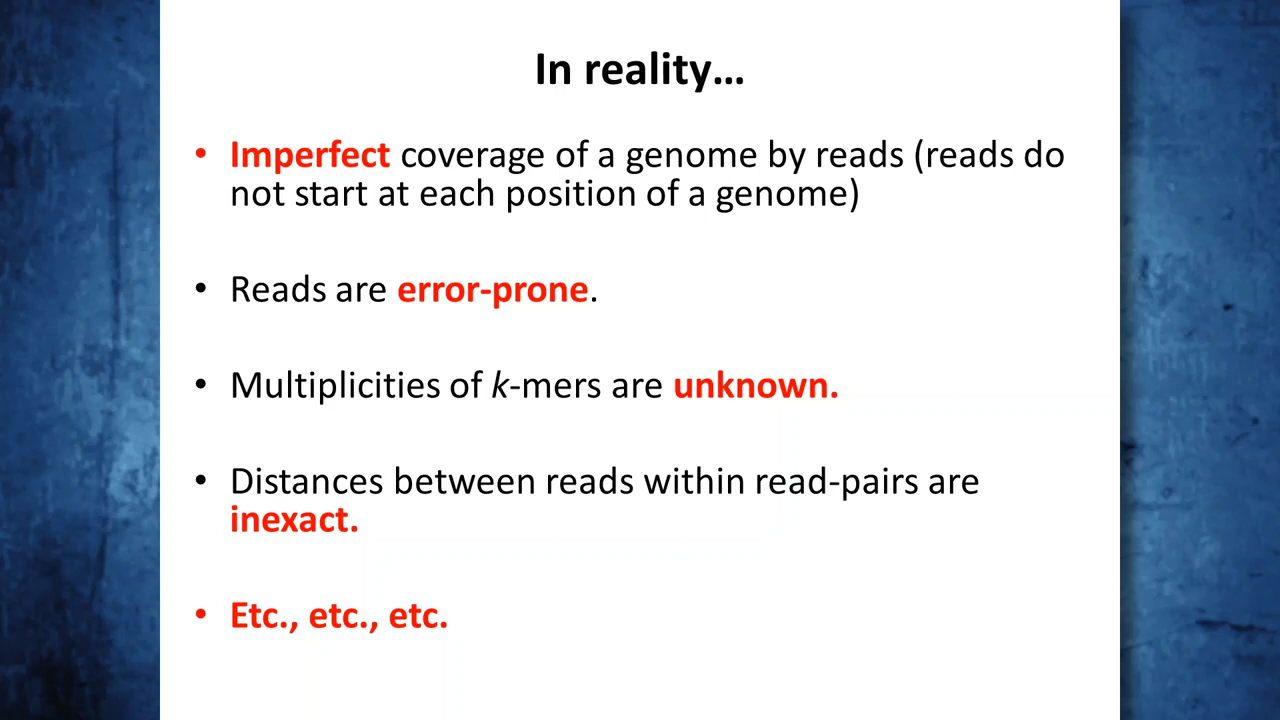 In reality…
• Imperfect coverage of a genome by reads (reads do
not start at each position of a genome)
• Reads are error-prone.
• Multiplicities of k-mers are unknown.
• Distances between reads within read-pairs are
inexact.
• Etc., etc., etc.